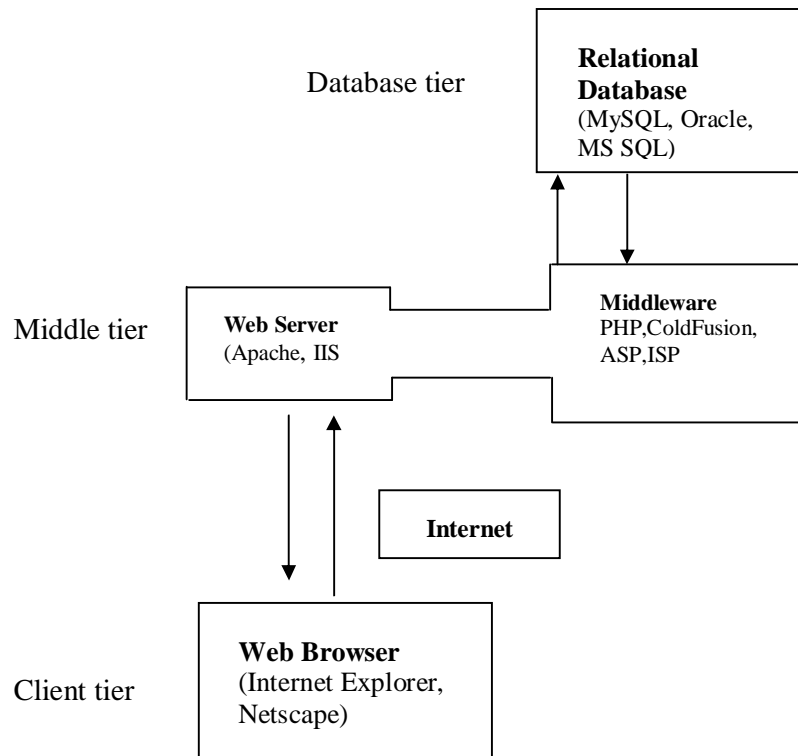 Database tier
Relational
Database
(MySQL, Oracle,
MS SQL)
Middle tier
Web Server
(Apache, IIS
Middleware
PHP,ColdFusion,
ASP,ISP
Internet
Client tier
Web Browser
(Internet Explorer,
Netscape)